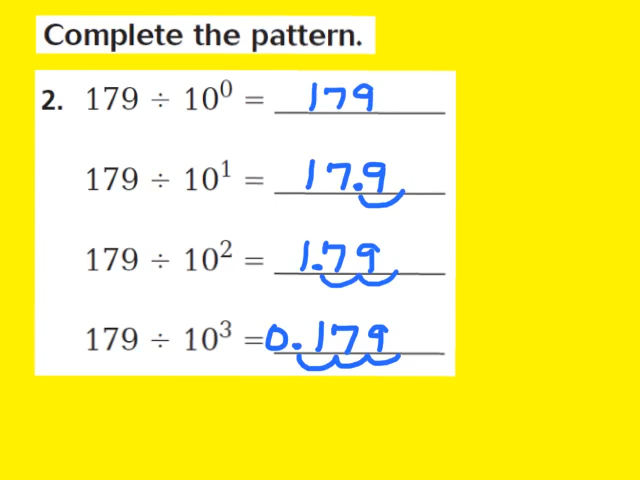 Complete the pattern.
2. 179 ÷ 10⁰ = 179
179 ÷ 10¹ = 17.9
179 ÷ 10² = 1.79
179 ÷ 10³ = 0.179